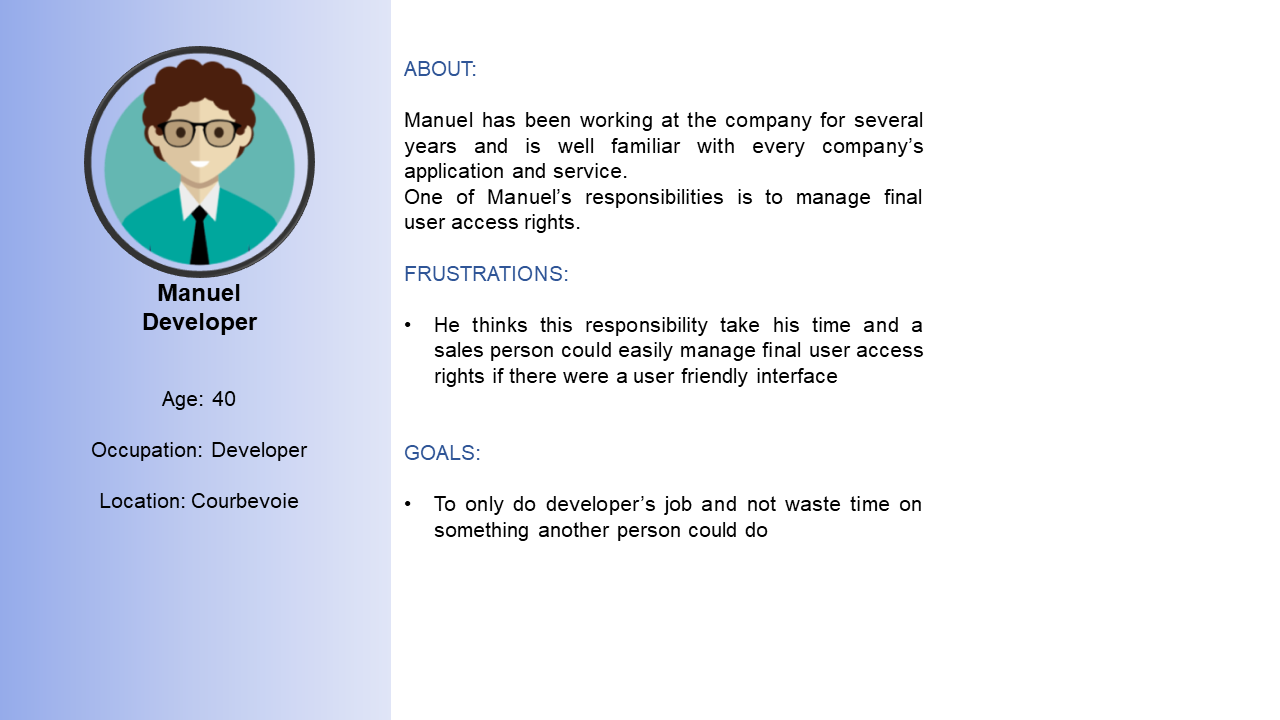 Manuel
Developer
Age: 40
Occupation: Developer
Location: Courbevoie
ABOUT:
Manuel has been working at the company for several
years and is well familiar with every company’s
application and service.
One of Manuel’s responsibilities is to manage final
user access rights.
FRUSTRATIONS:
• He thinks this responsibility take his time and a
sales person could easily manage final user access
rights if there were a user friendly interface
GOALS:
• To only do developer’s job and not waste time on
something another person could do